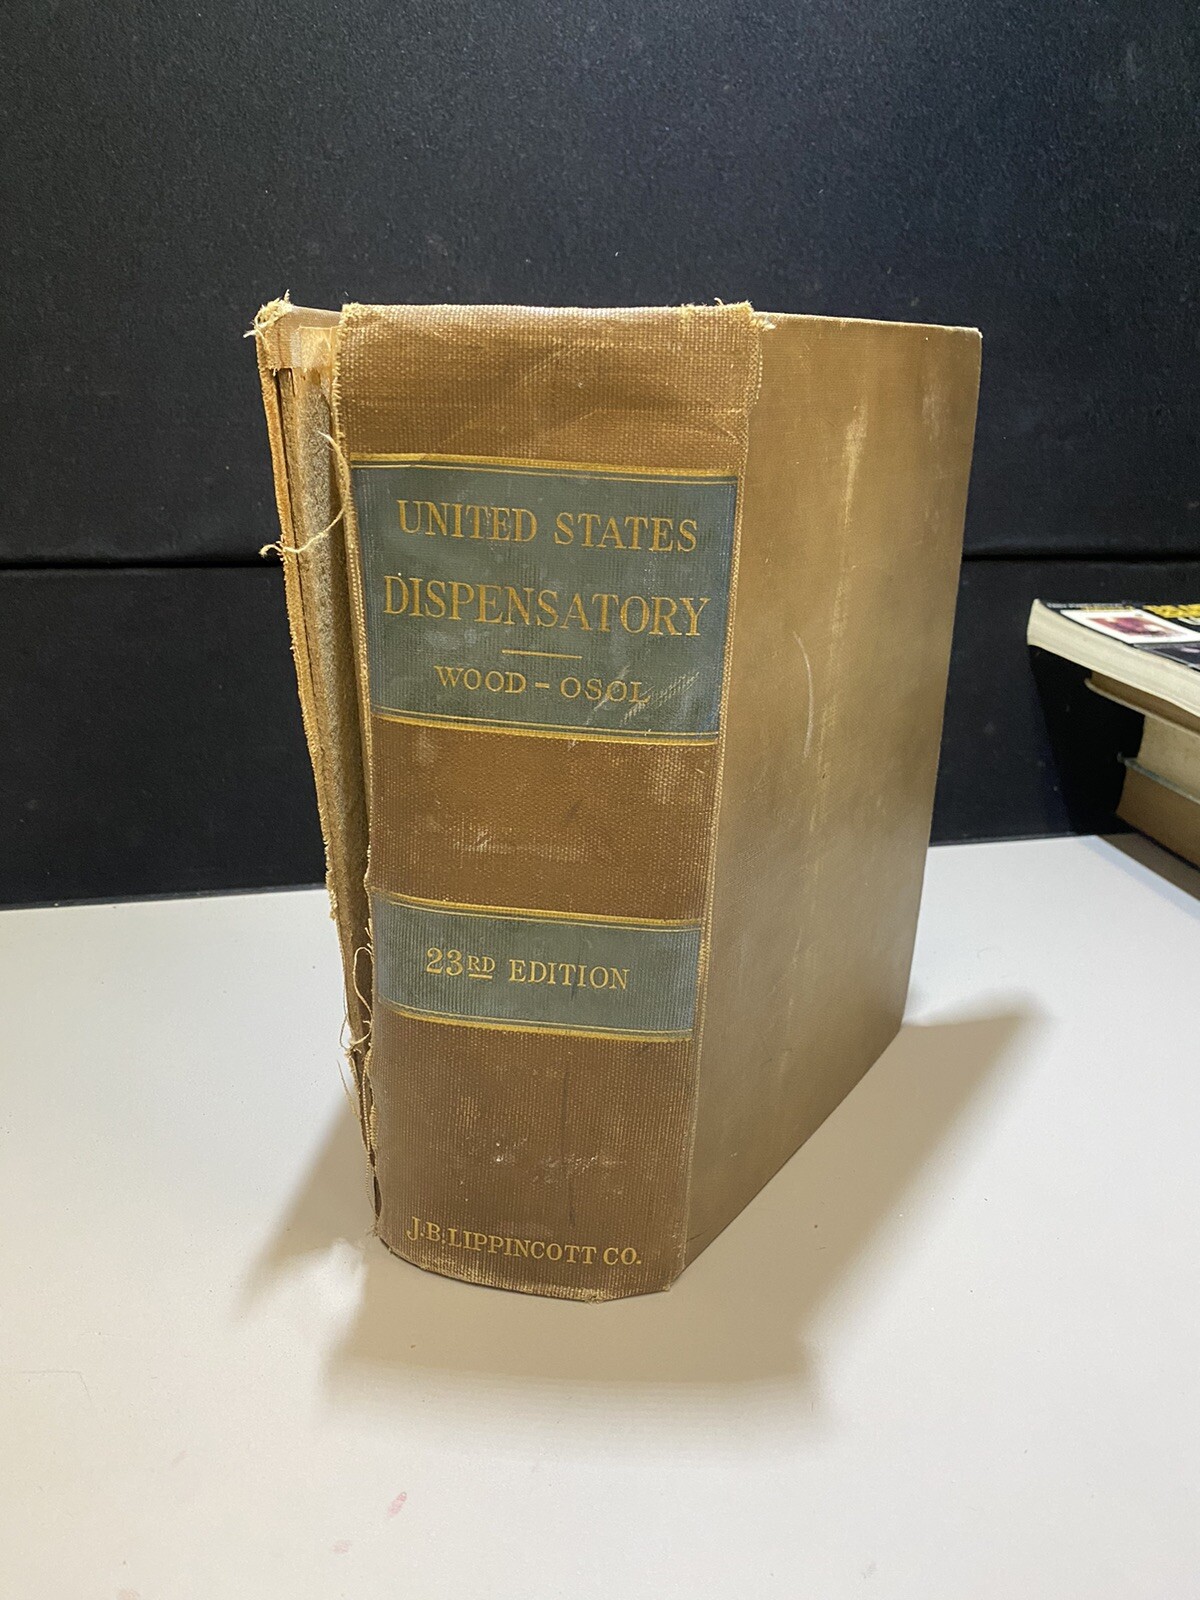 UNITED STATES
DISPENSATORY
WOOD - OSOL
23RD EDITION
J.B. LIPPINCOTT CO.